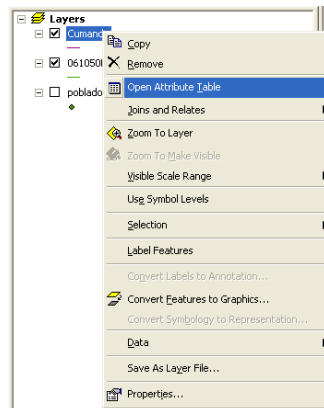 Layers
Cumand
Copy
061050
Remove
Open Attribute Table
poblado
Joins and Relates
Zoom To Layer
Zoom To Make Visible
Visible Scale Range
Use Symbol Levels
Selection
Label Features
Convert Labels to Annotation...
Convert Features to Graphics...
Convert Symbology to Representation...
Data
Save As Layer File...
Properties...